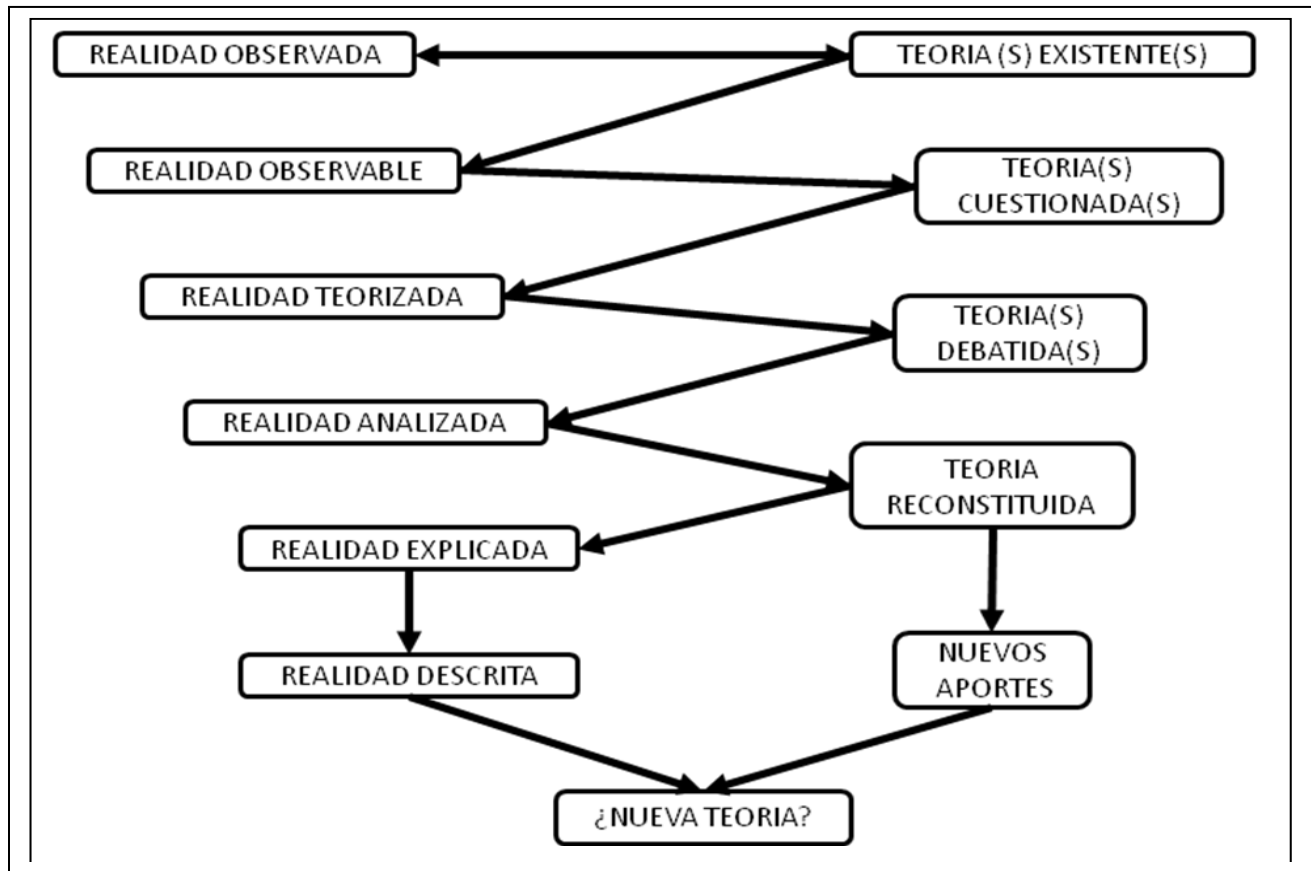 REALIDAD OBSERVADA
TEORIA (S) EXISTENTE(S)
REALIDAD OBSERVABLE
TEORIA(S)
CUESTIONADA(S)
REALIDAD TEORIZADA
TEORIA(S)
DEBATIDA(S)
REALIDAD ANALIZADA
TEORIA
RECONSTITUIDA
REALIDAD EXPLICADA
REALIDAD DESCRITA
NUEVOS
APORTES
¿NUEVA TEORIA?